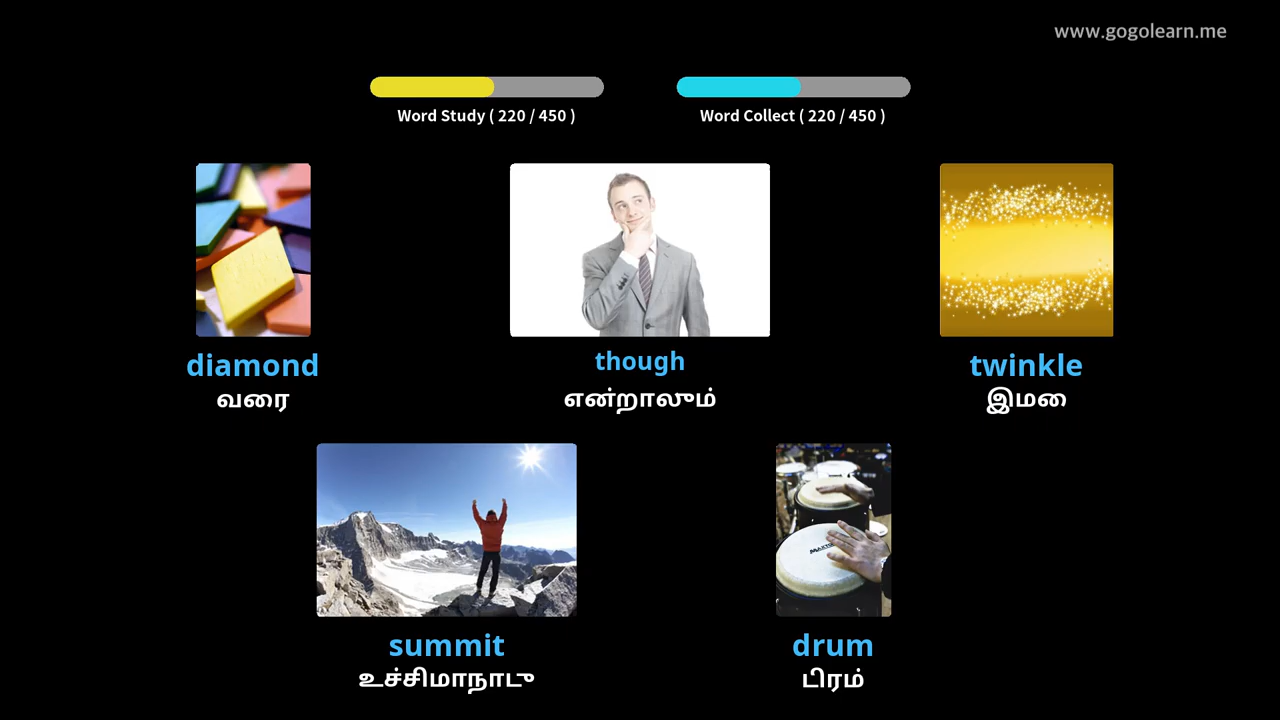 www.gogolearn.me
Word Study ( 220 / 450 )
Word Collect ( 220 / 450 )
diamond
வரை
though
என்றாலும்
twinkle
இமை
summit
உச்சிமாநாடு
drum
பிரம்